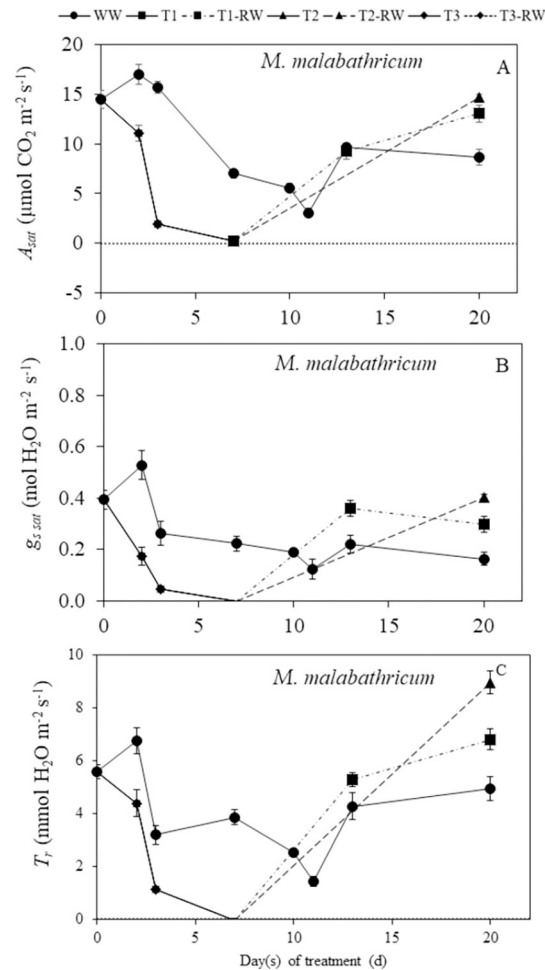 WW T1 T1-RW T2 T2-RW T3 T3-RW
M. malabathricum A
20
15
10
5
0
-5
A_sat (µmol CO₂ m⁻² s⁻¹)
0 5 10 15 20
M. malabathricum B
1.0
0.8
0.6
0.4
0.2
0.0
g_s sat (mol H₂O m⁻² s⁻¹)
0 5 10 15 20
M. malabathricum C
10
8
6
4
2
0
T_r (mmol H₂O m⁻² s⁻¹)
0 5 10 15 20
Day(s) of treatment (d)